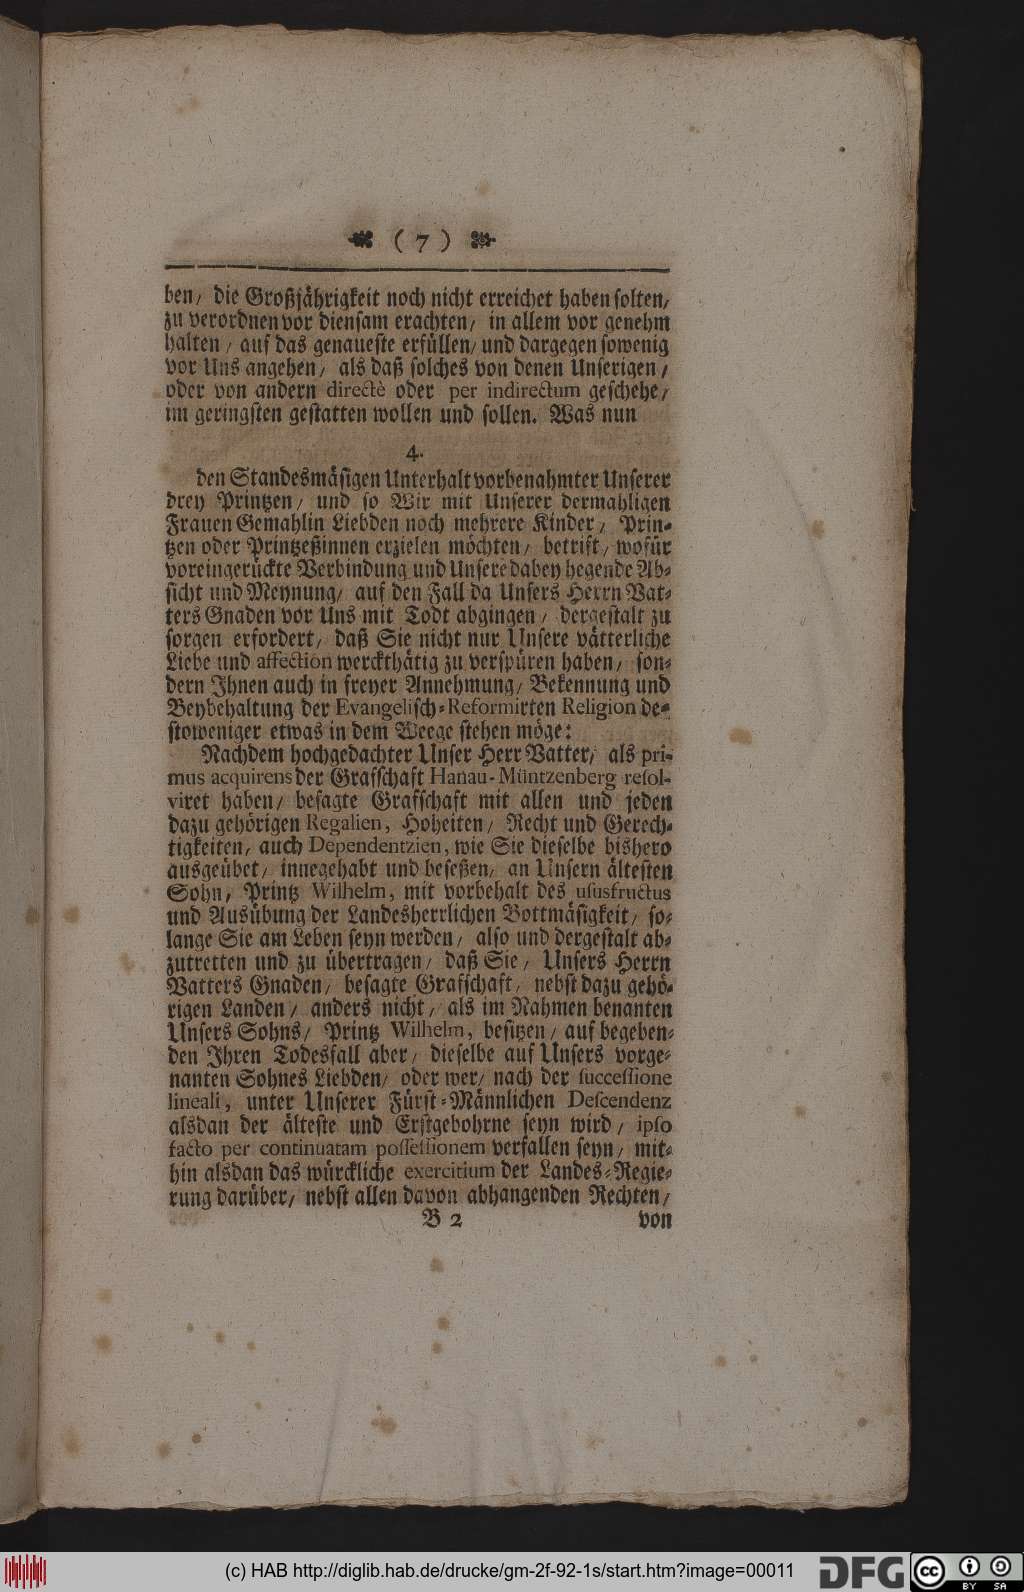 ( 7 )
ben, die Großjährigkeit noch nicht erreichet haben solten,
zu verordnen vor diensam erachten, in allem vor genehm
halten, auf das genaueste erfüllen, und dargegen sowenig
vor Uns angehen, als daß solches von denen Unserigen,
oder von andern directè oder per indirectum geschehe,
im geringsten gestatten wollen und sollen. Was nun
4.
den Standesmäsigen Unterhalt vorbenahmter Unserer
drey Printzen, und so Wir mit Unserer dermahligen
Frauen Gemahlin Liebden noch mehrere Kinder, Prin-
tzen oder Printzeßinnen erzielen möchten, betrift, wofür
voreingerückte Verbindung und Unsere dabey hegende Ab-
sicht und Meynung, auf den Fall da Unsers Herrn Vat-
ters Gnaden vor Uns mit Todt abgingen, dergestalt zu
sorgen erfordert, daß Sie nicht nur Unsere vätterliche
Liebe und affection werckthätig zu verspüren haben, son-
dern Ihnen auch in freyer Annehmung, Bekennung und
Beybehaltung der Evangelisch-Reformirten Religion de-
stoweniger etwas in dem Weege stehen möge:
Nachdem hochgedachter Unser Herr Vatter, als pri-
mus acquirens der Grafschaft Hanau-Müntzenberg resol-
viret haben, besagte Grafschaft mit allen und jeden
dazu gehörigen Regalien, Hoheiten, Recht und Gerech-
tigkeiten, auch Dependentzien, wie Sie dieselbe bishero
ausgeübet, innegehabt und beseßen, an Unsern ältesten
Sohn, Printz Wilhelm, mit vorbehalt des ususfructus
und Ausübung der Landesherrlichen Bottmäsigkeit, so-
lange Sie am Leben seyn werden, also und dergestalt ab-
zutretten und zu übertragen, daß Sie, Unsers Herrn
Vatters Gnaden, besagte Grafschaft, nebst dazu gehö-
rigen Landen, anders nicht, als im Nahmen benanten
Unsers Sohns, Printz Wilhelm, besitzen, auf begeben-
den Ihren Todesfall aber, dieselbe auf Unsers vorge-
nanten Sohnes Liebden, oder wer, nach der successione
lineali, unter Unserer Fürst-Männlichen Descendenz
alsdan der älteste und Erstgebohrne seyn wird, ipso
facto per continuatam possessionem verfallen seyn, mit-
hin alsdan das würckliche exercitium der Landes-Regie-
rung darüber, nebst allen davon abhangenden Rechten,
B 2 von
(c) HAB http://diglib.hab.de/drucke/gm-2f-92-1s/start.htm?image=00011
DFG
cc BY SA